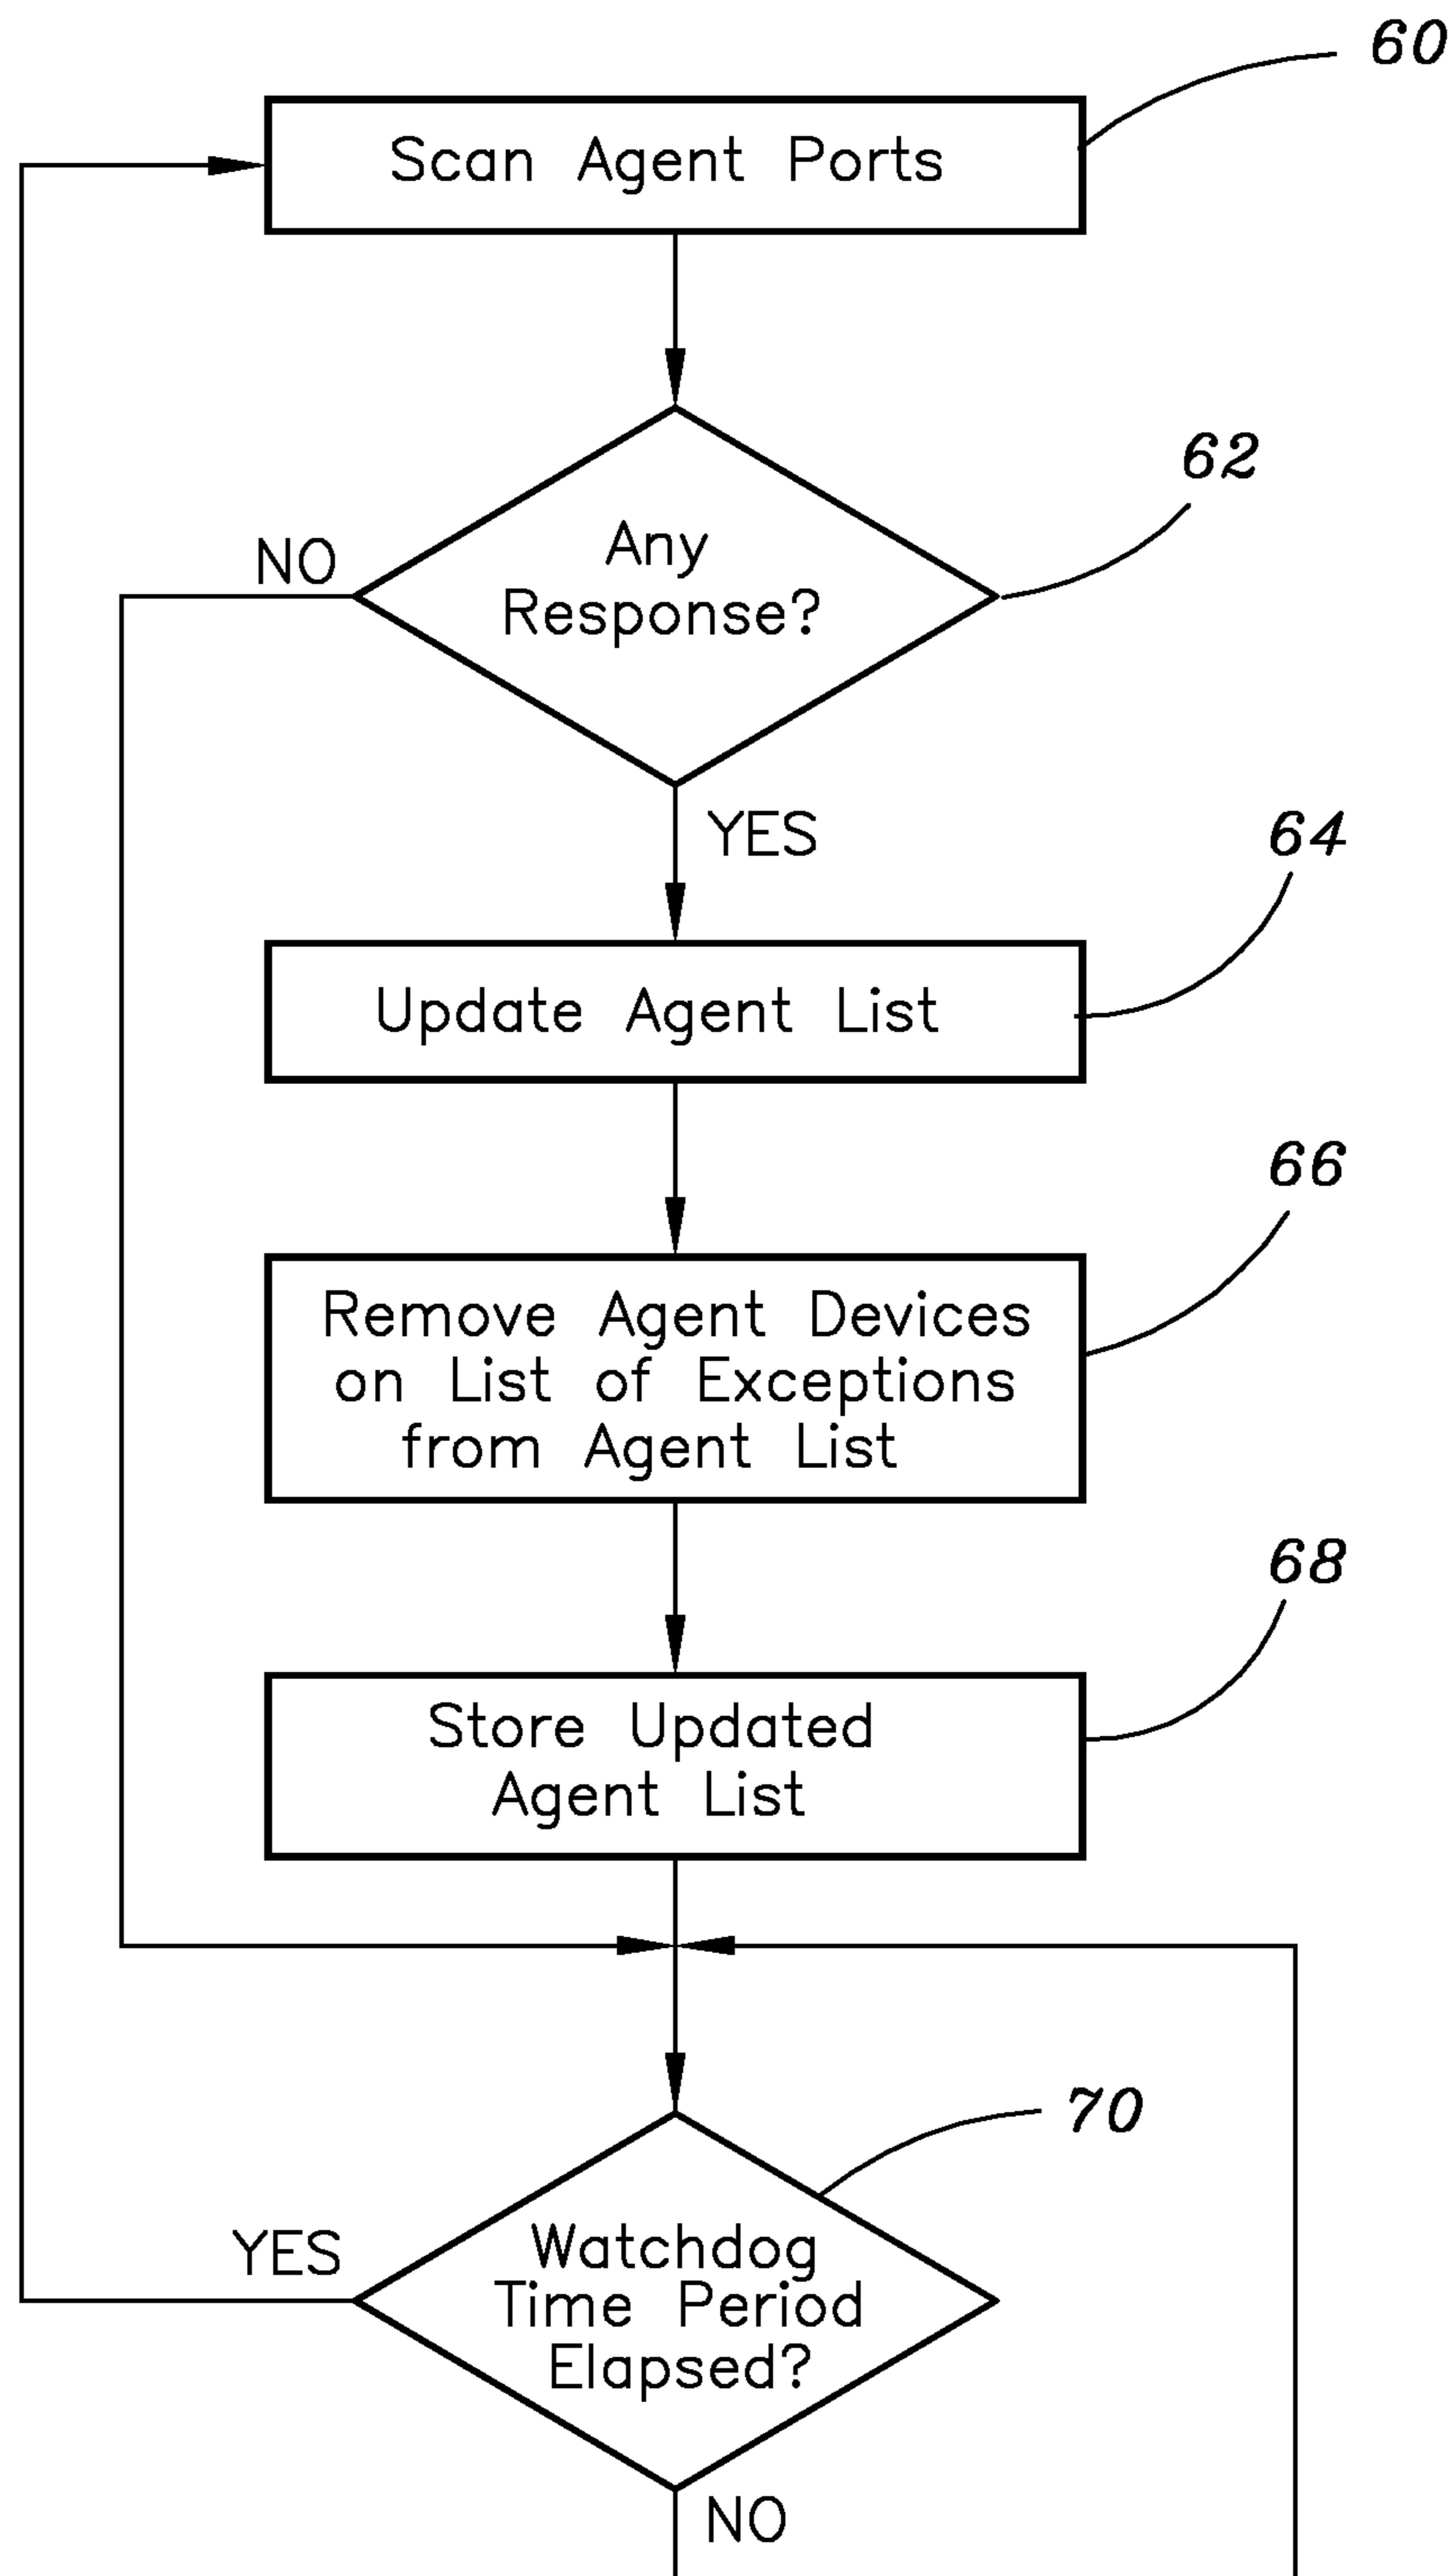 60
Scan Agent Ports
62
NO
Any
Response?
YES
64
Update Agent List
66
Remove Agent Devices
on List of Exceptions
from Agent List
68
Store Updated
Agent List
70
YES
Watchdog
Time Period
Elapsed?
NO